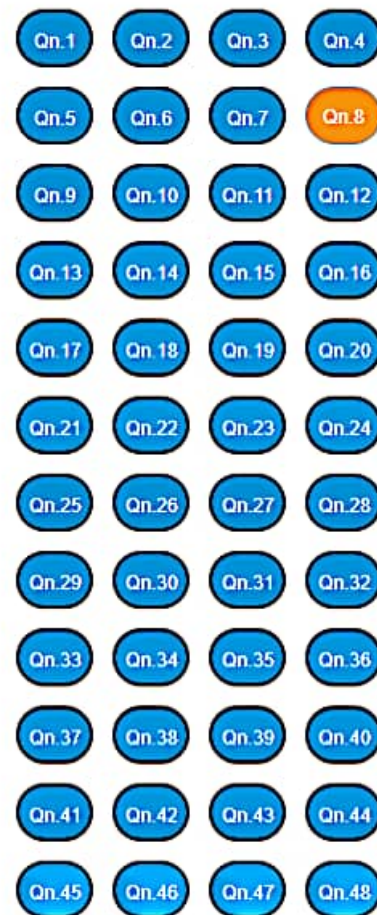 Qn.1 Qn.2 Qn.3 Qn.4
Qn.5 Qn.6 Qn.7 Qn.8
Qn.9 Qn.10 Qn.11 Qn.12
Qn.13 Qn.14 Qn.15 Qn.16
Qn.17 Qn.18 Qn.19 Qn.20
Qn.21 Qn.22 Qn.23 Qn.24
Qn.25 Qn.26 Qn.27 Qn.28
Qn.29 Qn.30 Qn.31 Qn.32
Qn.33 Qn.34 Qn.35 Qn.36
Qn.37 Qn.38 Qn.39 Qn.40
Qn.41 Qn.42 Qn.43 Qn.44
Qn.45 Qn.46 Qn.47 Qn.48